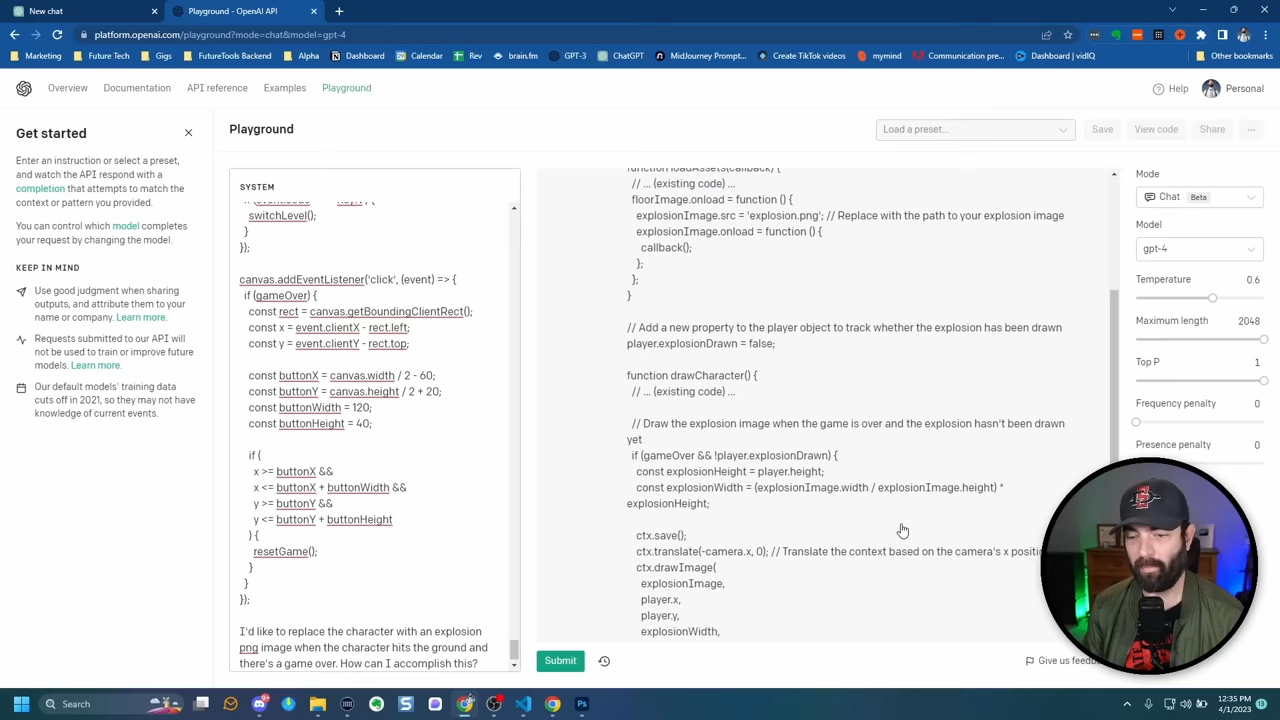 New chat
Playground - OpenAI API
platform.openai.com/playground?mode=chat&model=gpt-4
Marketing
Future Tech
Gigs
FutureTools Backend
Alpha
Dashboard
Calendar
Rev
brain.fm
GPT-3
ChatGPT
MidJourney Prompt...
Create TikTok videos
mymind
Communication pre...
Dashboard | vidIQ
Other bookmarks
Overview
Documentation
API reference
Examples
Playground
Help
Personal
Get started
Enter an instruction or select a preset,
and watch the API respond with a
completion that attempts to match the
context or pattern you provided.
You can control which model completes
your request by changing the model.
KEEP IN MIND
Use good judgment when sharing
outputs, and attribute them to your
name or company. Learn more.
Requests submitted to our API will
not be used to train or improve future
models. Learn more.
Our default models' training data
cuts off in 2021, so they may not have
knowledge of current events.
Playground
Load a preset...
Save
View code
Share
SYSTEM
switchLevel();
}
});
canvas.addEventListener('click', (event) => {
if (gameOver) {
const rect = canvas.getBoundingClientRect();
const x = event.clientX - rect.left;
const y = event.clientY - rect.top;
const buttonX = canvas.width / 2 - 60;
const buttonY = canvas.height / 2 + 20;
const buttonWidth = 120;
const buttonHeight = 40;
if (
x >= buttonX &&
x <= buttonX + buttonWidth &&
y >= buttonY &&
y <= buttonY + buttonHeight
) {
resetGame();
}
}
});
I'd like to replace the character with an explosion
png image when the character hits the ground and
there's a game over. How can I accomplish this?
function loadAssets(callback) {
// ... (existing code) ...
floorImage.onload = function () {
explosionImage.src = 'explosion.png'; // Replace with the path to your explosion image
explosionImage.onload = function () {
callback();
};
};
}
// Add a new property to the player object to track whether the explosion has been drawn
player.explosionDrawn = false;
function drawCharacter() {
// ... (existing code) ...
// Draw the explosion image when the game is over and the explosion hasn't been drawn
yet
if (gameOver && !player.explosionDrawn) {
const explosionHeight = player.height;
const explosionWidth = (explosionImage.width / explosionImage.height) *
explosionHeight;
ctx.save();
ctx.translate(-camera.x, 0); // Translate the context based on the camera's x
ctx.drawImage(
explosionImage,
player.x,
player.y,
explosionWidth,
Submit
Give us
Mode
Chat
Beta
Model
gpt-4
Temperature
0.6
Maximum length
2048
Top P
1
Frequency penalty
0
Presence penalty
0
Search
12:35 PM
4/1/2023